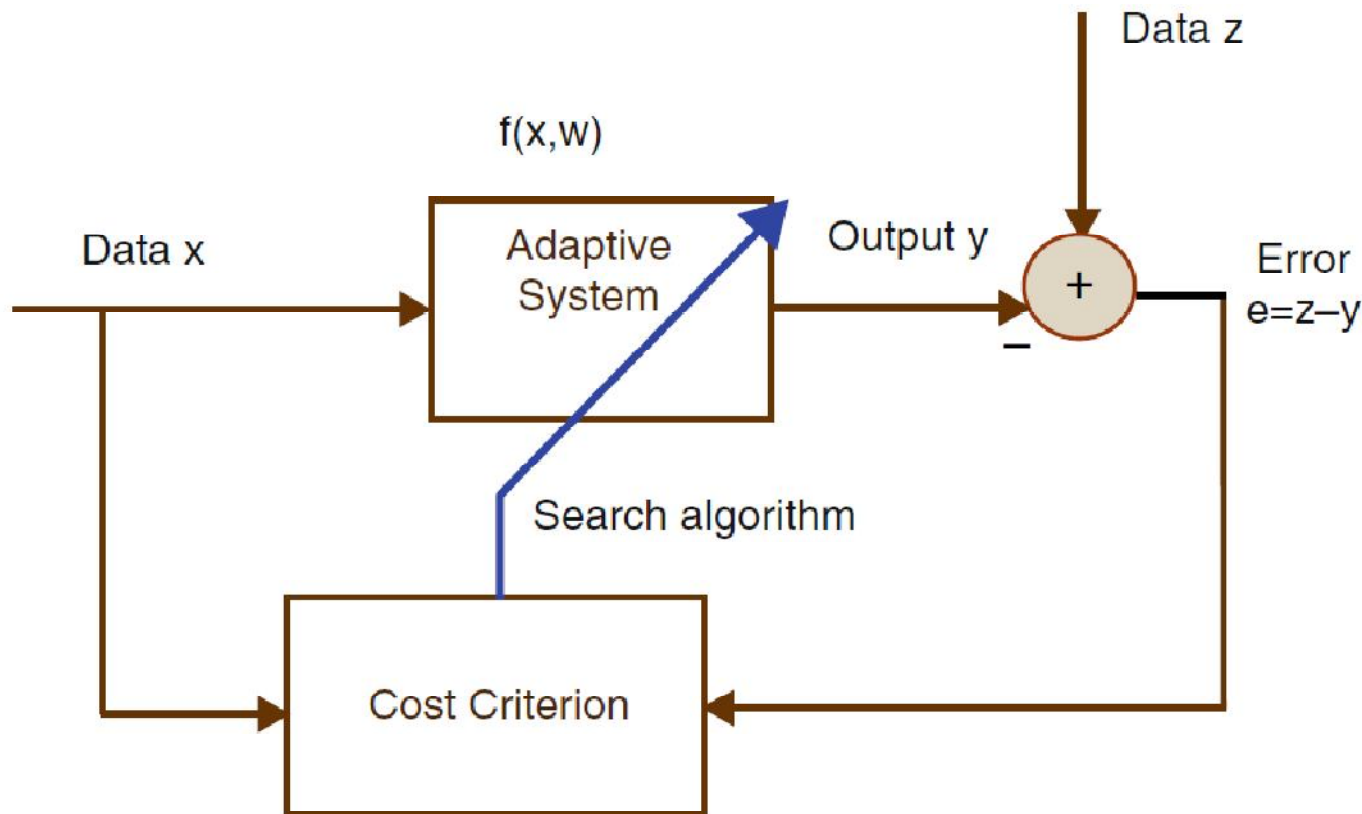 Data z
f(x,w)
Data x
Adaptive
System
Output y
+
–
Error
e=z–y
Search algorithm
Cost Criterion